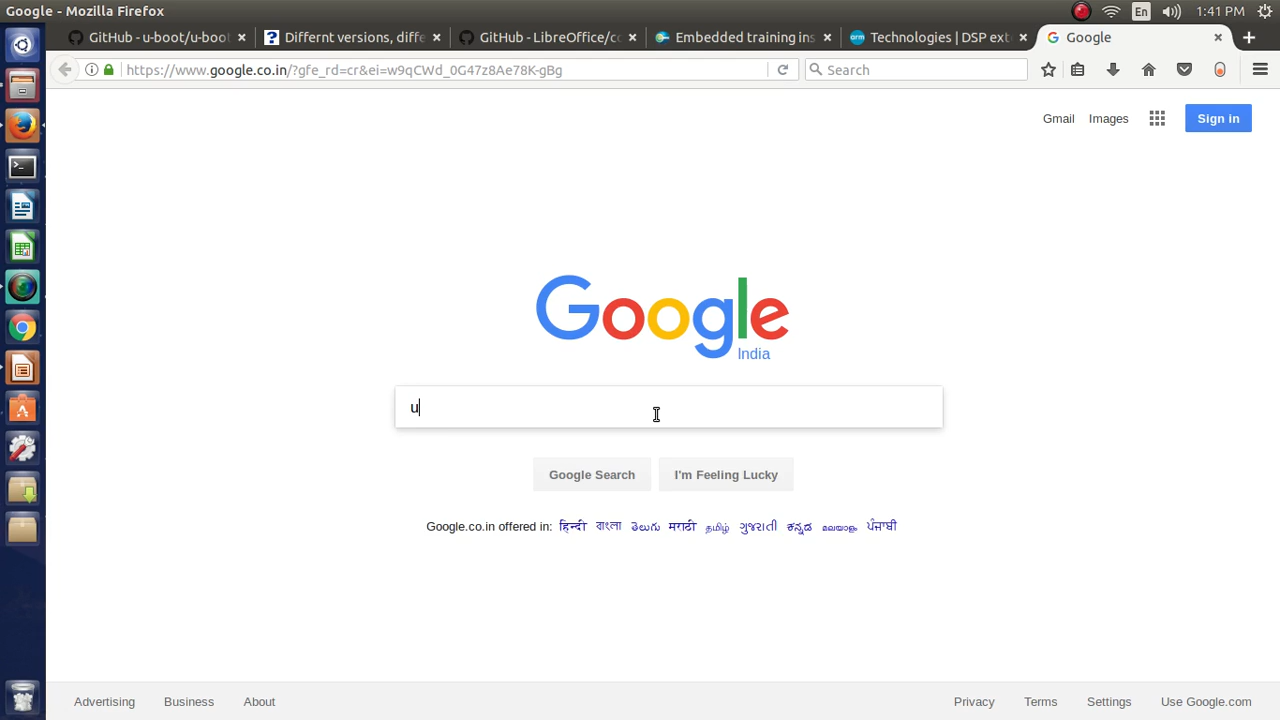 Google - Mozilla Firefox
En
1:41 PM
GitHub - u-boot/u-boot
Differnt versions, diffe
GitHub - LibreOffice/co
Embedded training ins
arm Technologies | DSP ext
G Google
https://www.google.co.in/?gfe_rd=cr&ei=w9qCWd_0G47z8Ae78K-gBg
Search
Gmail Images Sign in
Google
India
u
Google Search I'm Feeling Lucky
Google.co.in offered in: हिन्दी বাংলা తెలుగు मराठी தமிழ் ગુજરાતી ಕನ್ನಡ മലയാളം ਪੰਜਾਬੀ
Advertising Business About Privacy Terms Settings Use Google.com